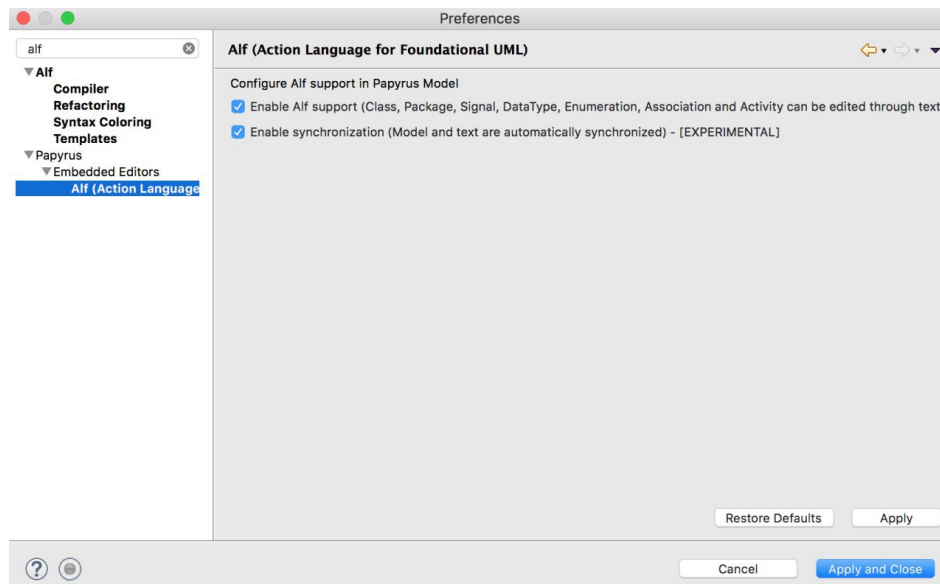 Preferences
alf
Alf (Action Language for Foundational UML)
Alf
Compiler
Refactoring
Syntax Coloring
Templates
Papyrus
Embedded Editors
Alf (Action Language
Configure Alf support in Papyrus Model
Enable Alf support (Class, Package, Signal, DataType, Enumeration, Association and Activity can be edited through text
Enable synchronization (Model and text are automatically synchronized) - [EXPERIMENTAL]
Restore Defaults
Apply
?
Cancel
Apply and Close